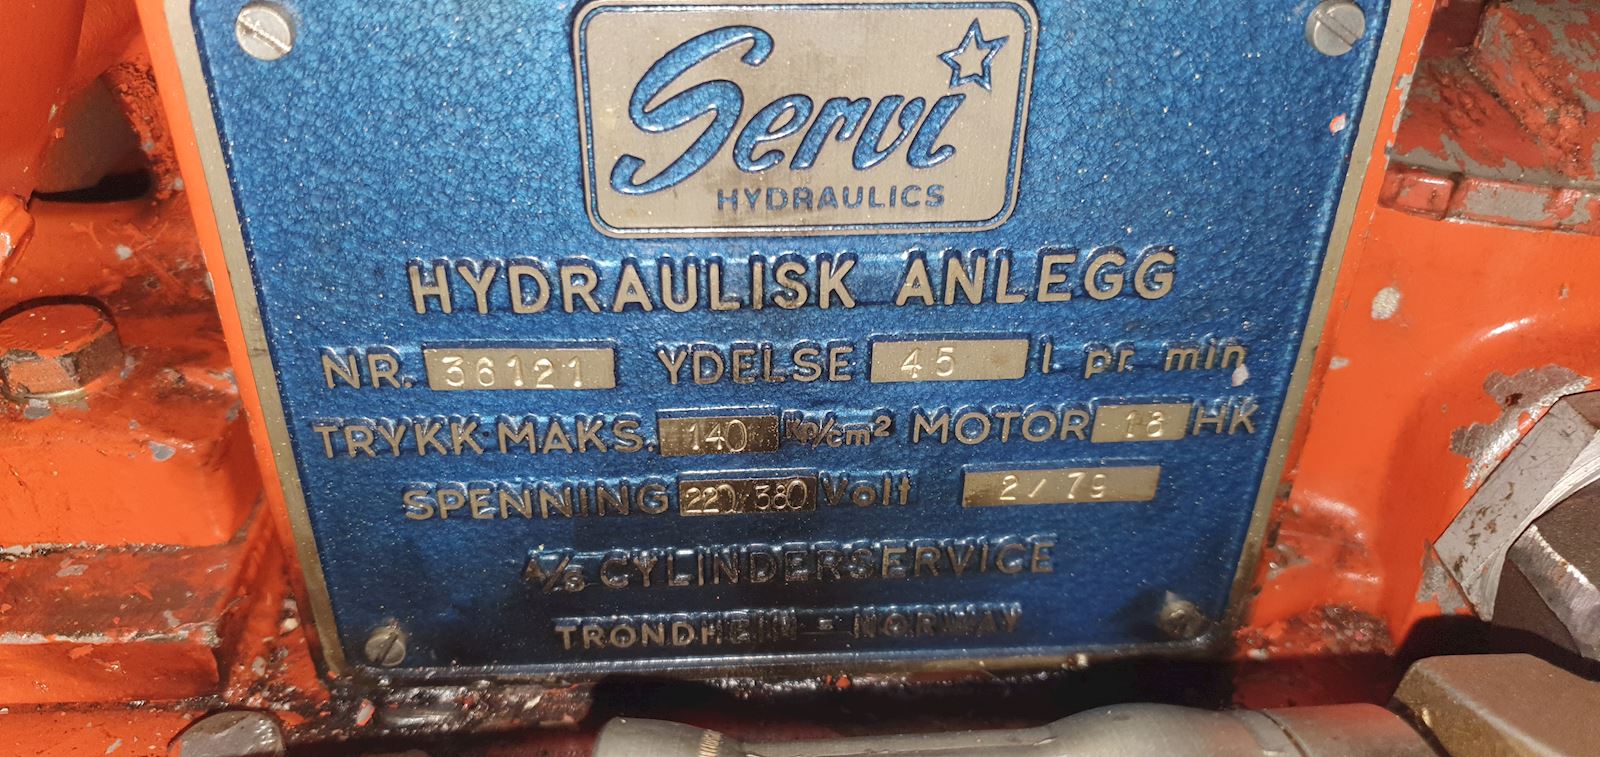 Servi
HYDRAULICS
HYDRAULISK ANLEGG
NR. 36121 YDELSE 45 l. pr. min
TRYKK MAKS. 140 Kp/cm² MOTOR 18 HK
SPENNING 220/380 Volt 2/79
A/S CYLINDERSERVICE
TRONDHEIM - NORWAY